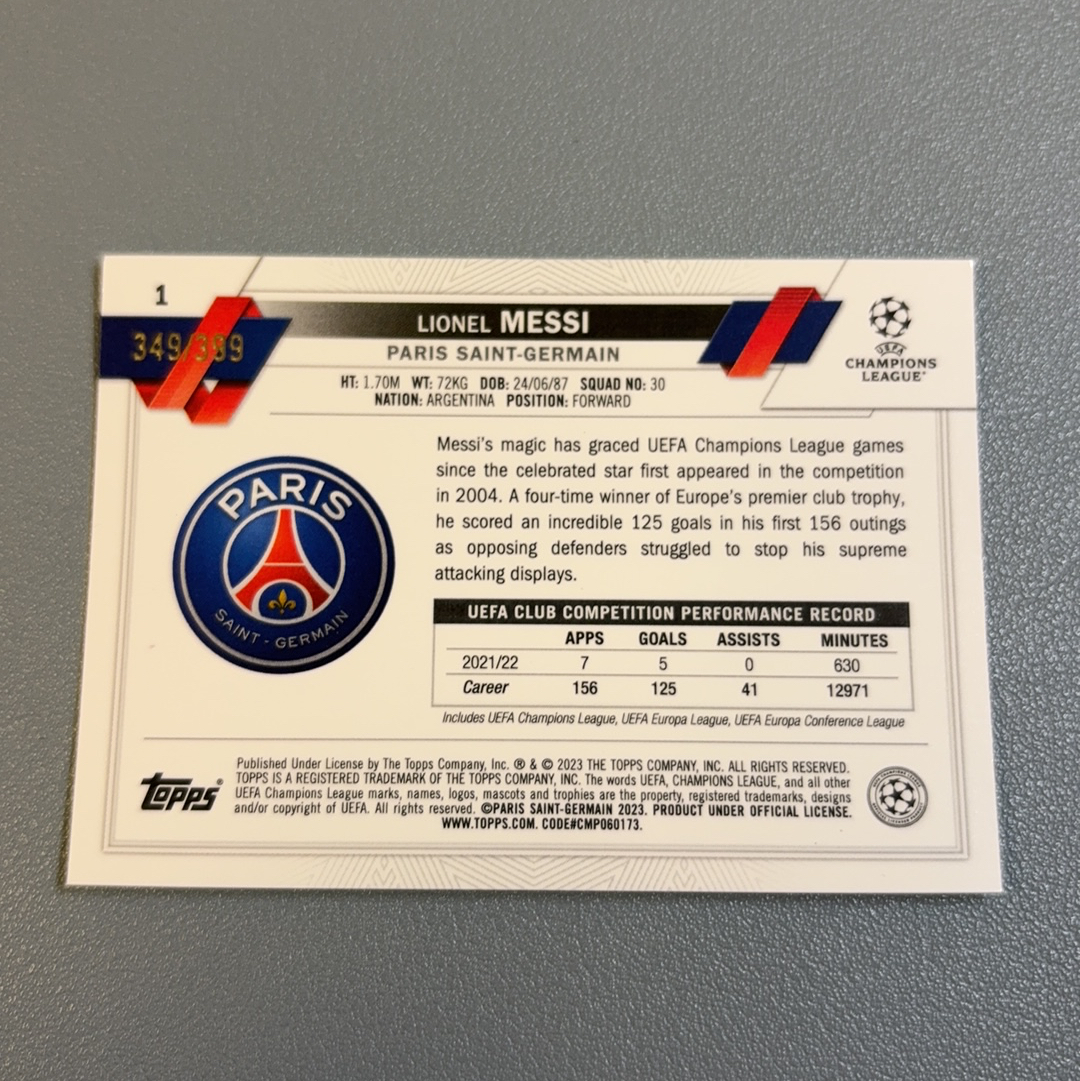 1
349/399
LIONEL MESSI
PARIS SAINT-GERMAIN
HT: 1.70M WT: 72KG DOB: 24/06/87 SQUAD NO: 30
NATION: ARGENTINA POSITION: FORWARD
UEFA
CHAMPIONS
LEAGUE®
Messi's magic has graced UEFA Champions League games
since the celebrated star first appeared in the competition
in 2004. A four-time winner of Europe's premier club trophy,
he scored an incredible 125 goals in his first 156 outings
as opposing defenders struggled to stop his supreme
attacking displays.
PARIS
SAINT-GERMAIN
UEFA CLUB COMPETITION PERFORMANCE RECORD
APPS GOALS ASSISTS MINUTES
2021/22 7 5 0 630
Career 156 125 41 12971
Includes UEFA Champions League, UEFA Europa League, UEFA Europa Conference League
topps®
Published Under License by The Topps Company, Inc. ® & © 2023 THE TOPPS COMPANY, INC. ALL RIGHTS RESERVED.
TOPPS IS A REGISTERED TRADEMARK OF THE TOPPS COMPANY, INC. The words UEFA, CHAMPIONS LEAGUE, and all other
UEFA Champions League marks, names, logos, mascots and trophies are the property, registered trademarks, designs
and/or copyright of UEFA. All rights reserved. ©PARIS SAINT-GERMAIN 2023. PRODUCT UNDER OFFICIAL LICENSE.
WWW.TOPPS.COM. CODE#CMP060173.